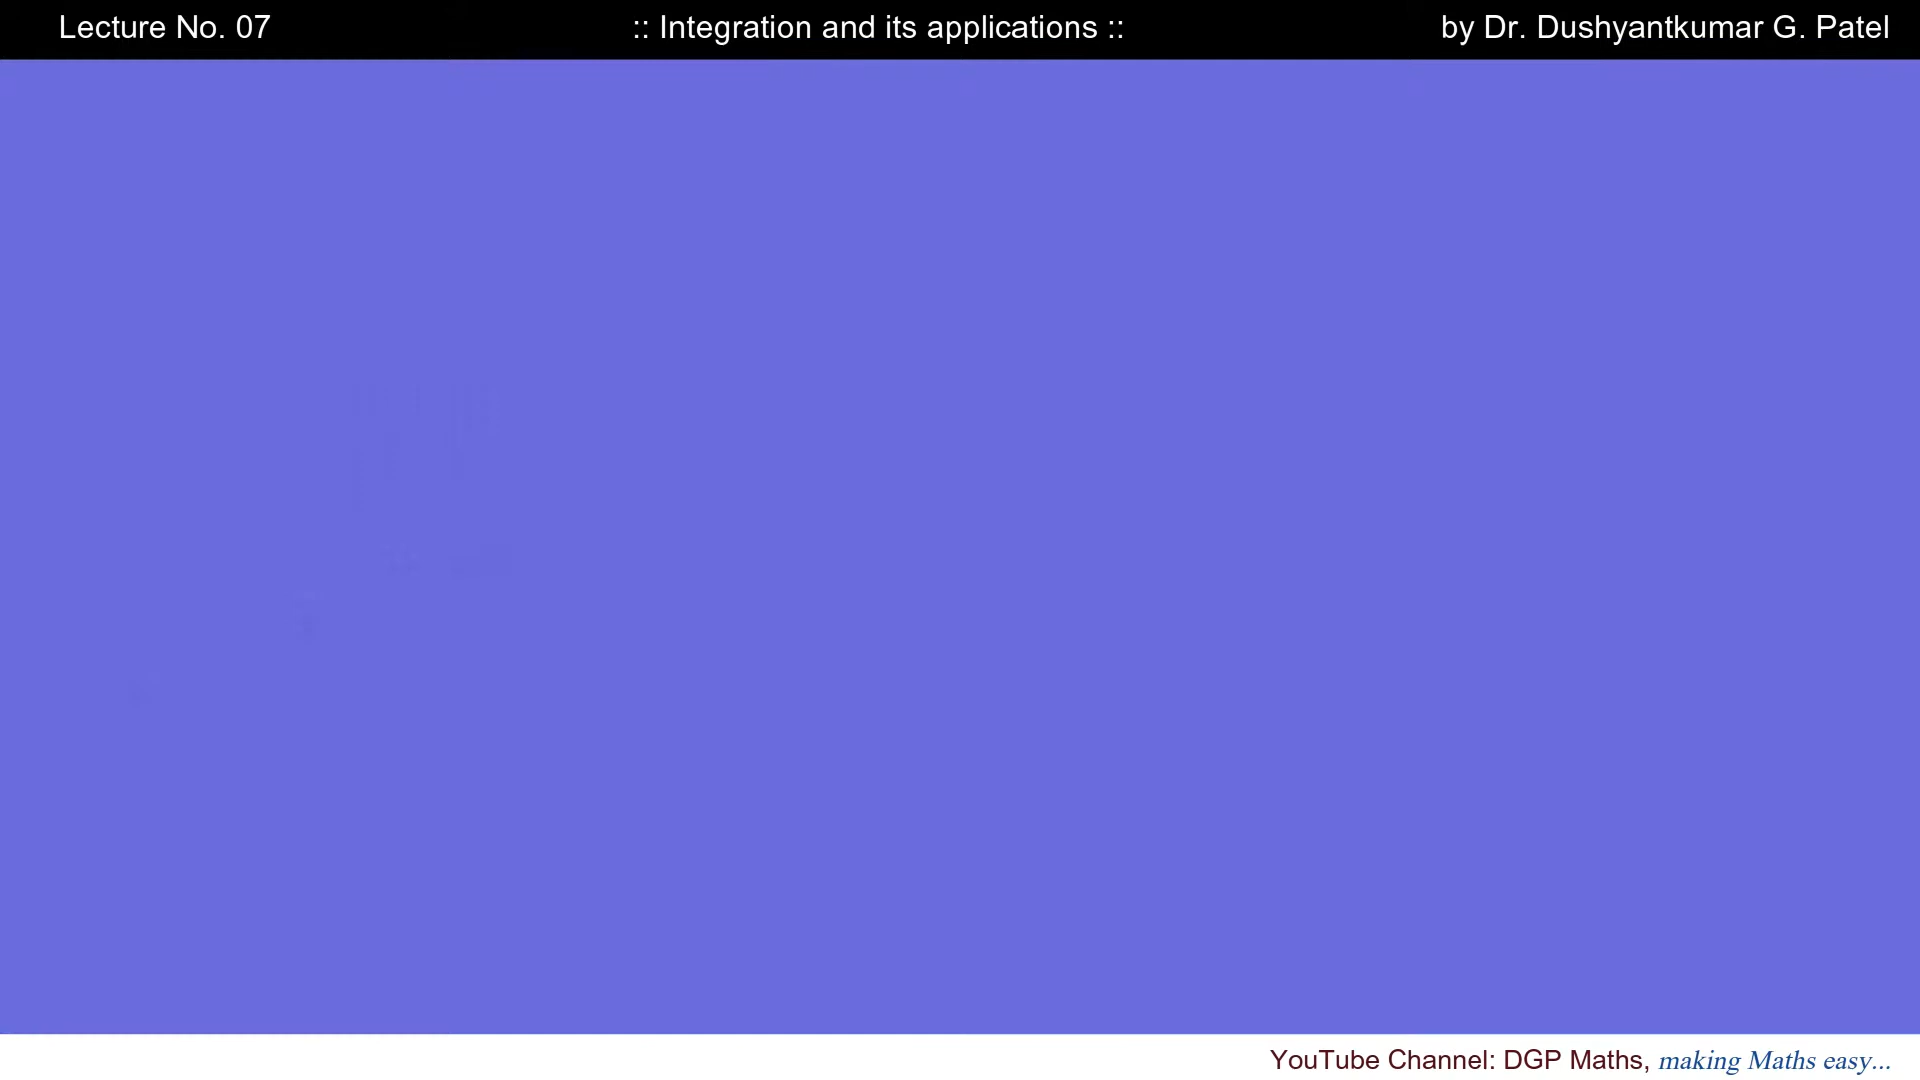 Lecture No. 07 :: Integration and its applications :: by Dr. Dushyantkumar G. Patel
YouTube Channel: DGP Maths, making Maths easy...